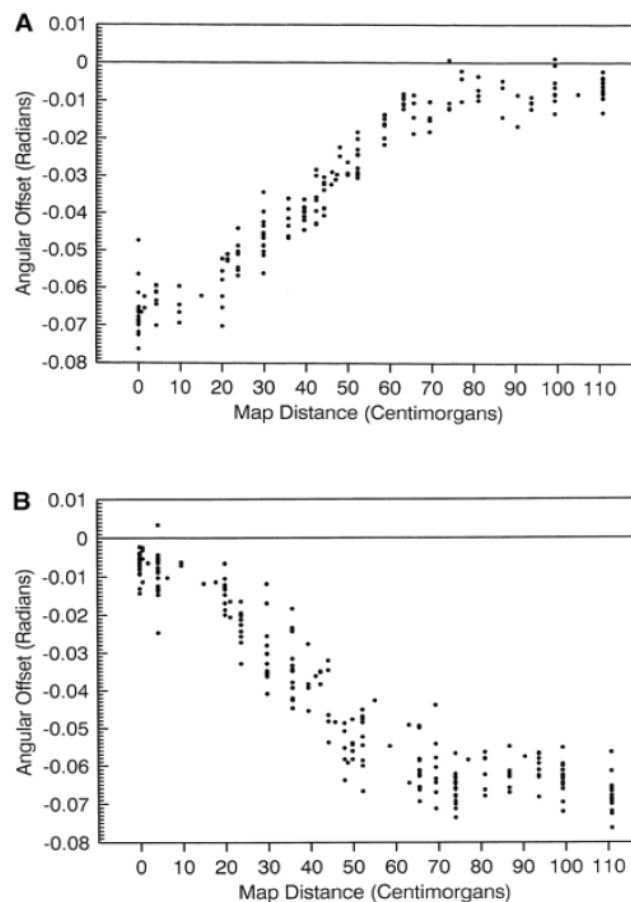 A
0.01
0
-0.01
-0.02
-0.03
-0.04
-0.05
-0.06
-0.07
-0.08
Angular Offset (Radians)
0 10 20 30 40 50 60 70 80 90 100 110
Map Distance (Centimorgans)
B
0.01
0
-0.01
-0.02
-0.03
-0.04
-0.05
-0.06
-0.07
-0.08
Angular Offset (Radians)
0 10 20 30 40 50 60 70 80 90 100 110
Map Distance (Centimorgans)